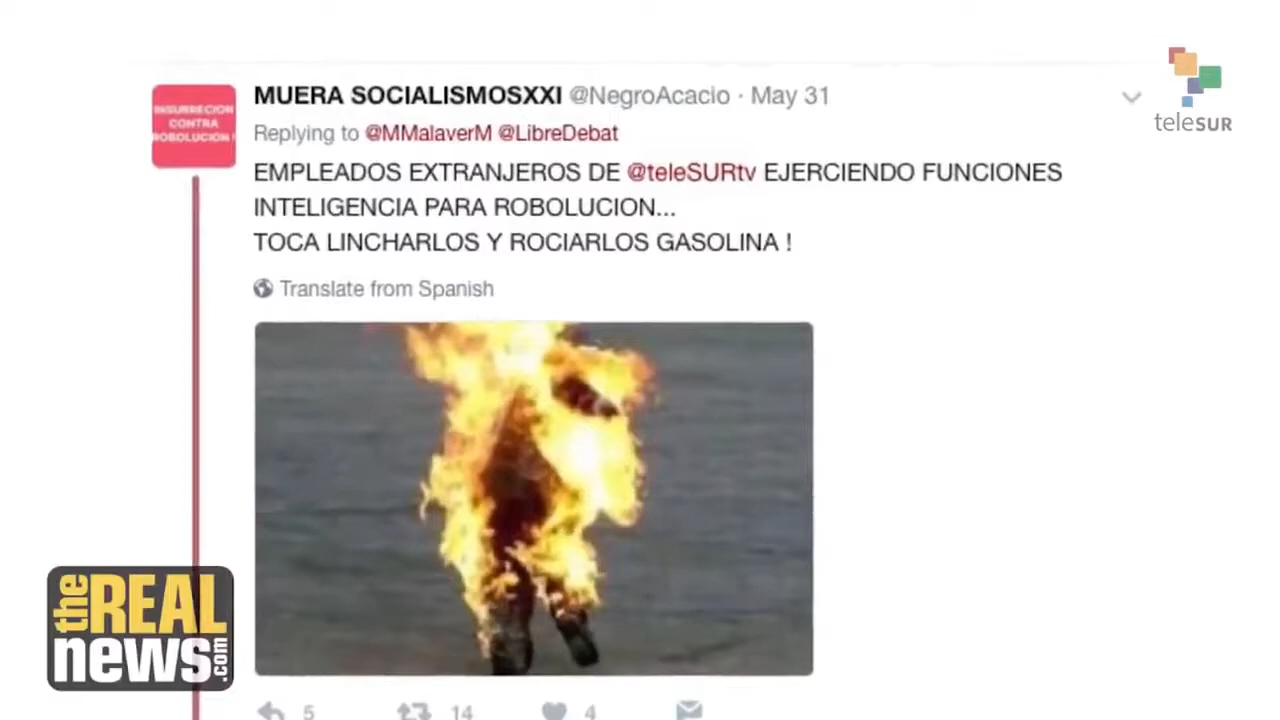 MUERA SOCIALISMOSXXI @NegroAcacio · May 31
INSURRECION
CONTRA
ROBOLUCION !
Replying to @MMalaverM @LibreDebat
EMPLEADOS EXTRANJEROS DE @teleSURtv EJERCIENDO FUNCIONES
INTELIGENCIA PARA ROBOLUCION...
TOCA LINCHARLOS Y ROCIARLOS GASOLINA !
Translate from Spanish
5 14 4
teleSUR
the REAL
news.com